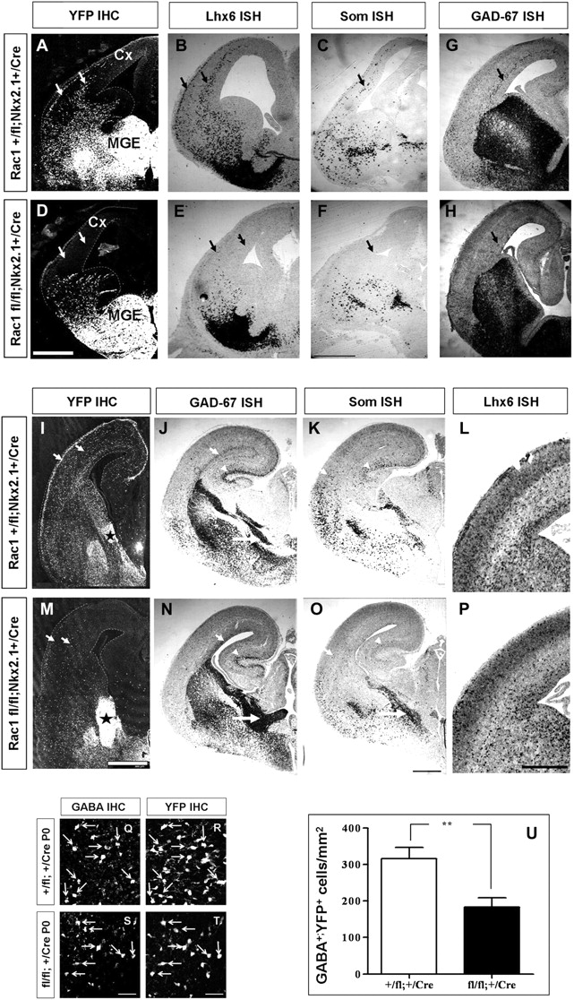 YFP IHC
Lhx6 ISH
Som ISH
GAD-67 ISH
Rac1 +/fl;Nkx2.1+/Cre
A
Cx
MGE
B
C
G
Rac1 fl/fl;Nkx2.1+/Cre
D
Cx
MGE
E
F
H
YFP IHC
GAD-67 ISH
Som ISH
Lhx6 ISH
Rac1 +/fl;Nkx2.1+/Cre
I
J
K
L
Rac1 fl/fl;Nkx2.1+/Cre
M
N
O
P
GABA IHC
YFP IHC
+/fl; +/Cre P0
Q
R
fl/fl; +/Cre P0
S
T
U
GABA+;YFP+ cells/mm2
400
300
200
100
0
**
+/fl;+/Cre
fl/fl;+/Cre